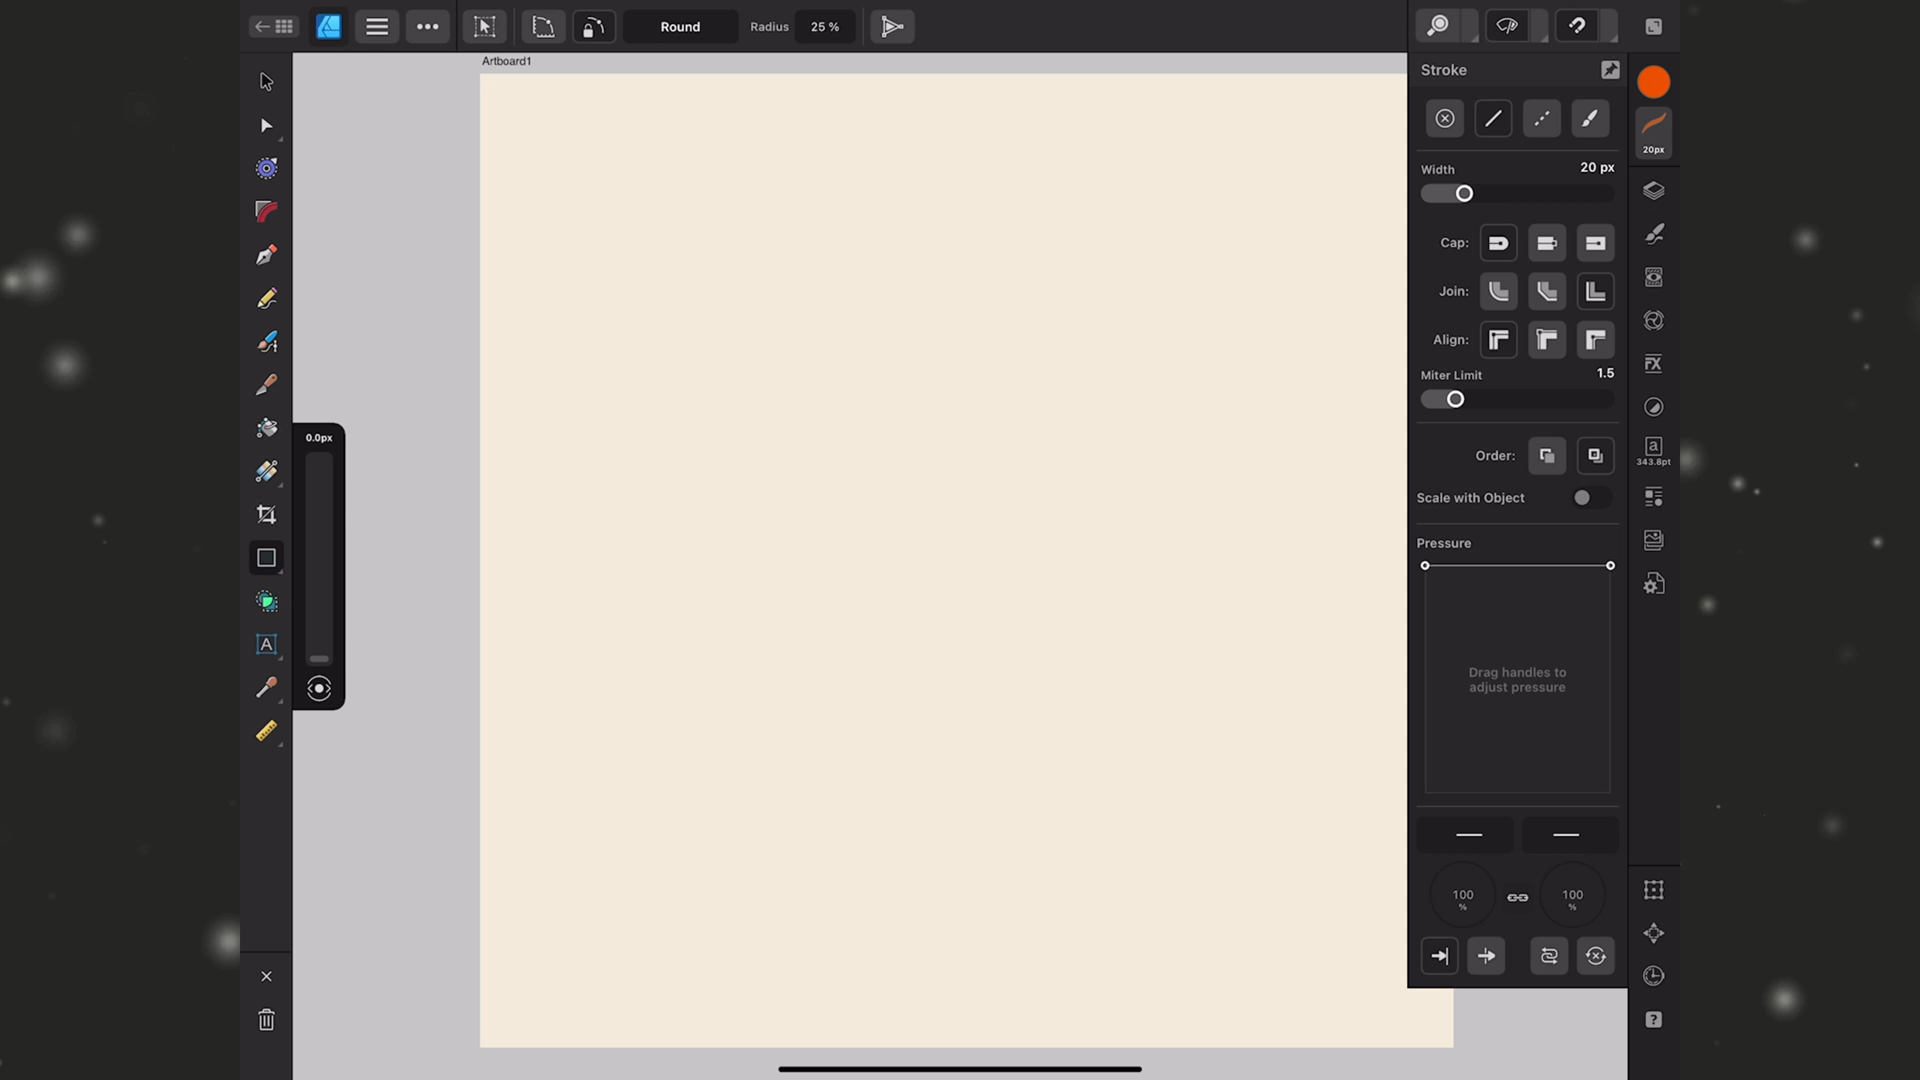 Round
Radius
25 %
Artboard1
Stroke
20px
Width
20 px
Cap:
Join:
Align:
Miter Limit
1.5
0.0px
Order:
a
343.8pt
Scale with Object
Pressure
A
Drag handles to
adjust pressure
100
%
100
%
FX
?